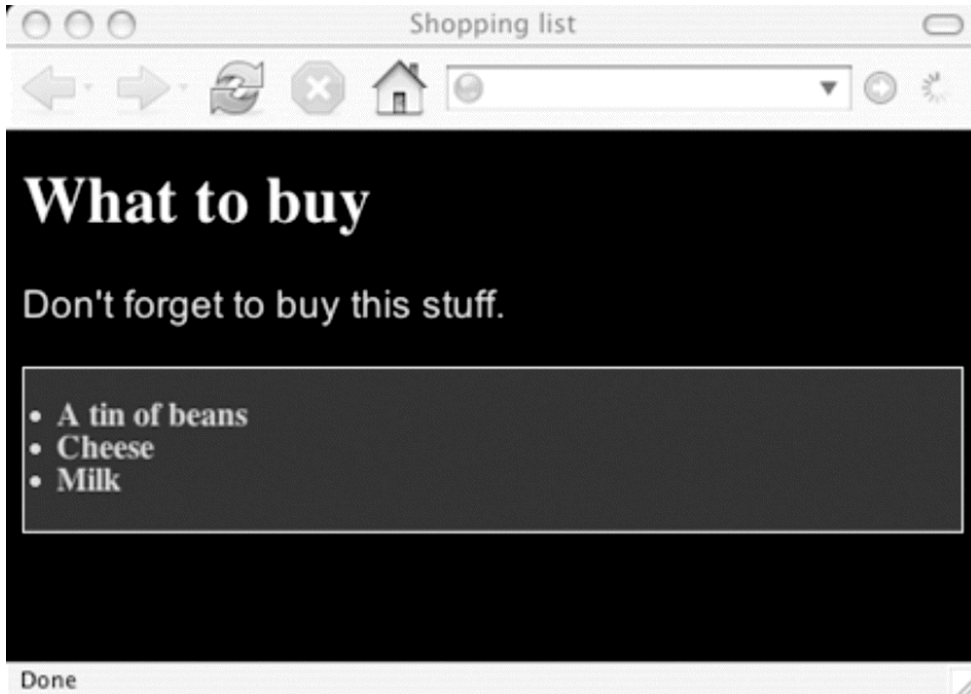 Shopping list
What to buy
Don't forget to buy this stuff.
• A tin of beans
• Cheese
• Milk
Done